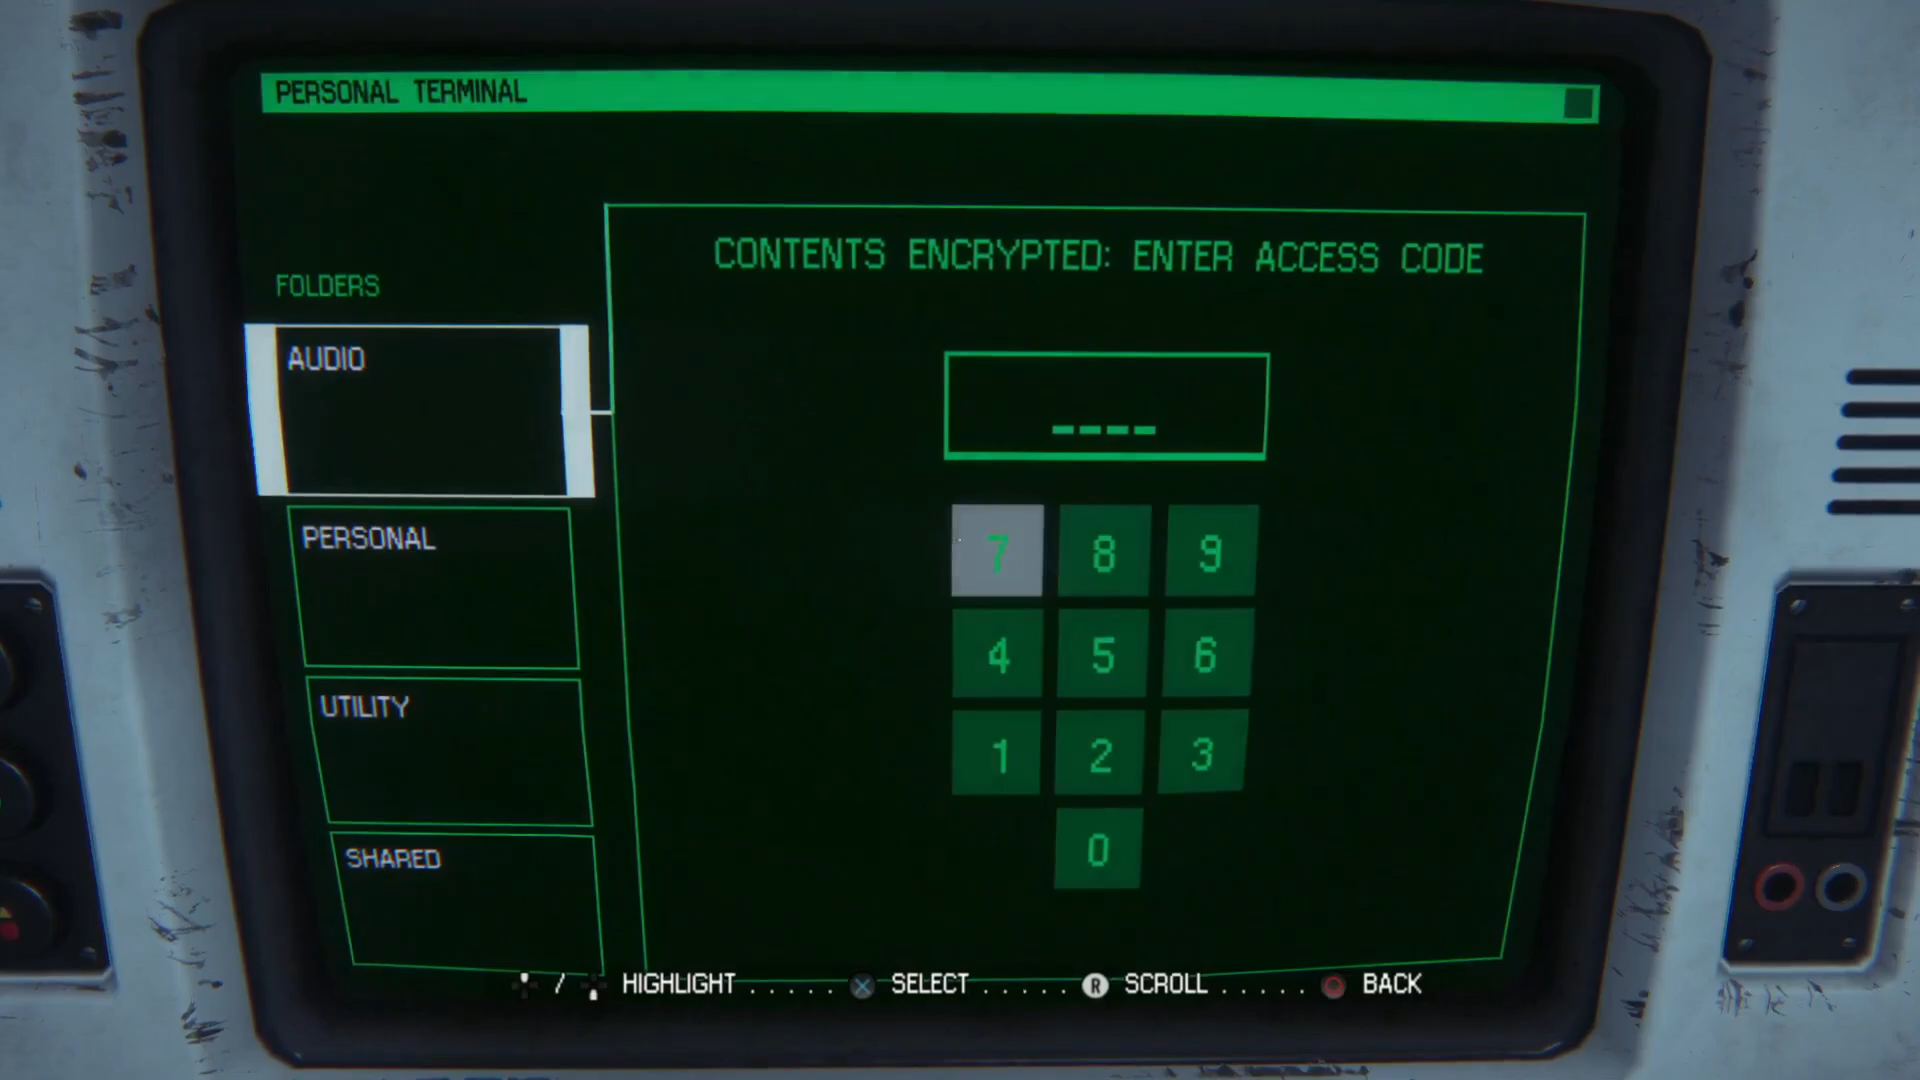 PERSONAL TERMINAL
CONTENTS ENCRYPTED: ENTER ACCESS CODE
FOLDERS
AUDIO
PERSONAL
UTILITY
SHARED
7 8 9
4 5 6
1 2 3
0
/ HIGHLIGHT ..... SELECT ..... R SCROLL ..... BACK